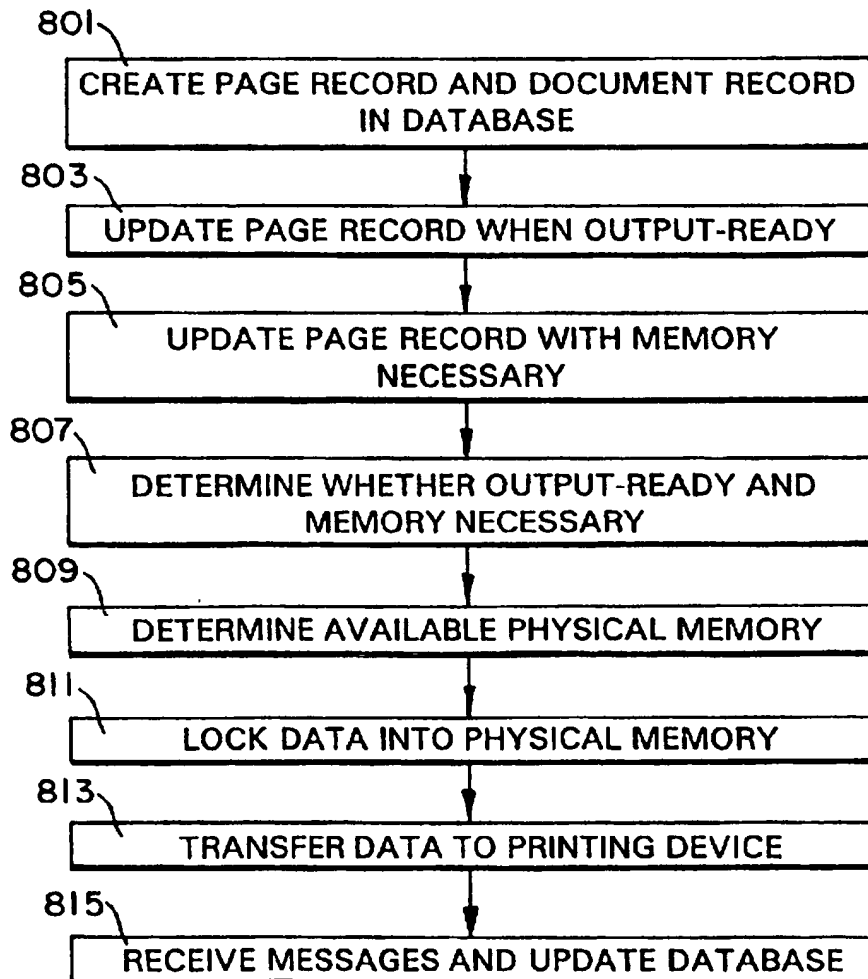 801
CREATE PAGE RECORD AND DOCUMENT RECORD
IN DATABASE
803
UPDATE PAGE RECORD WHEN OUTPUT-READY
805
UPDATE PAGE RECORD WITH MEMORY
NECESSARY
807
DETERMINE WHETHER OUTPUT-READY AND
MEMORY NECESSARY
809
DETERMINE AVAILABLE PHYSICAL MEMORY
811
LOCK DATA INTO PHYSICAL MEMORY
813
TRANSFER DATA TO PRINTING DEVICE
815
RECEIVE MESSAGES AND UPDATE DATABASE